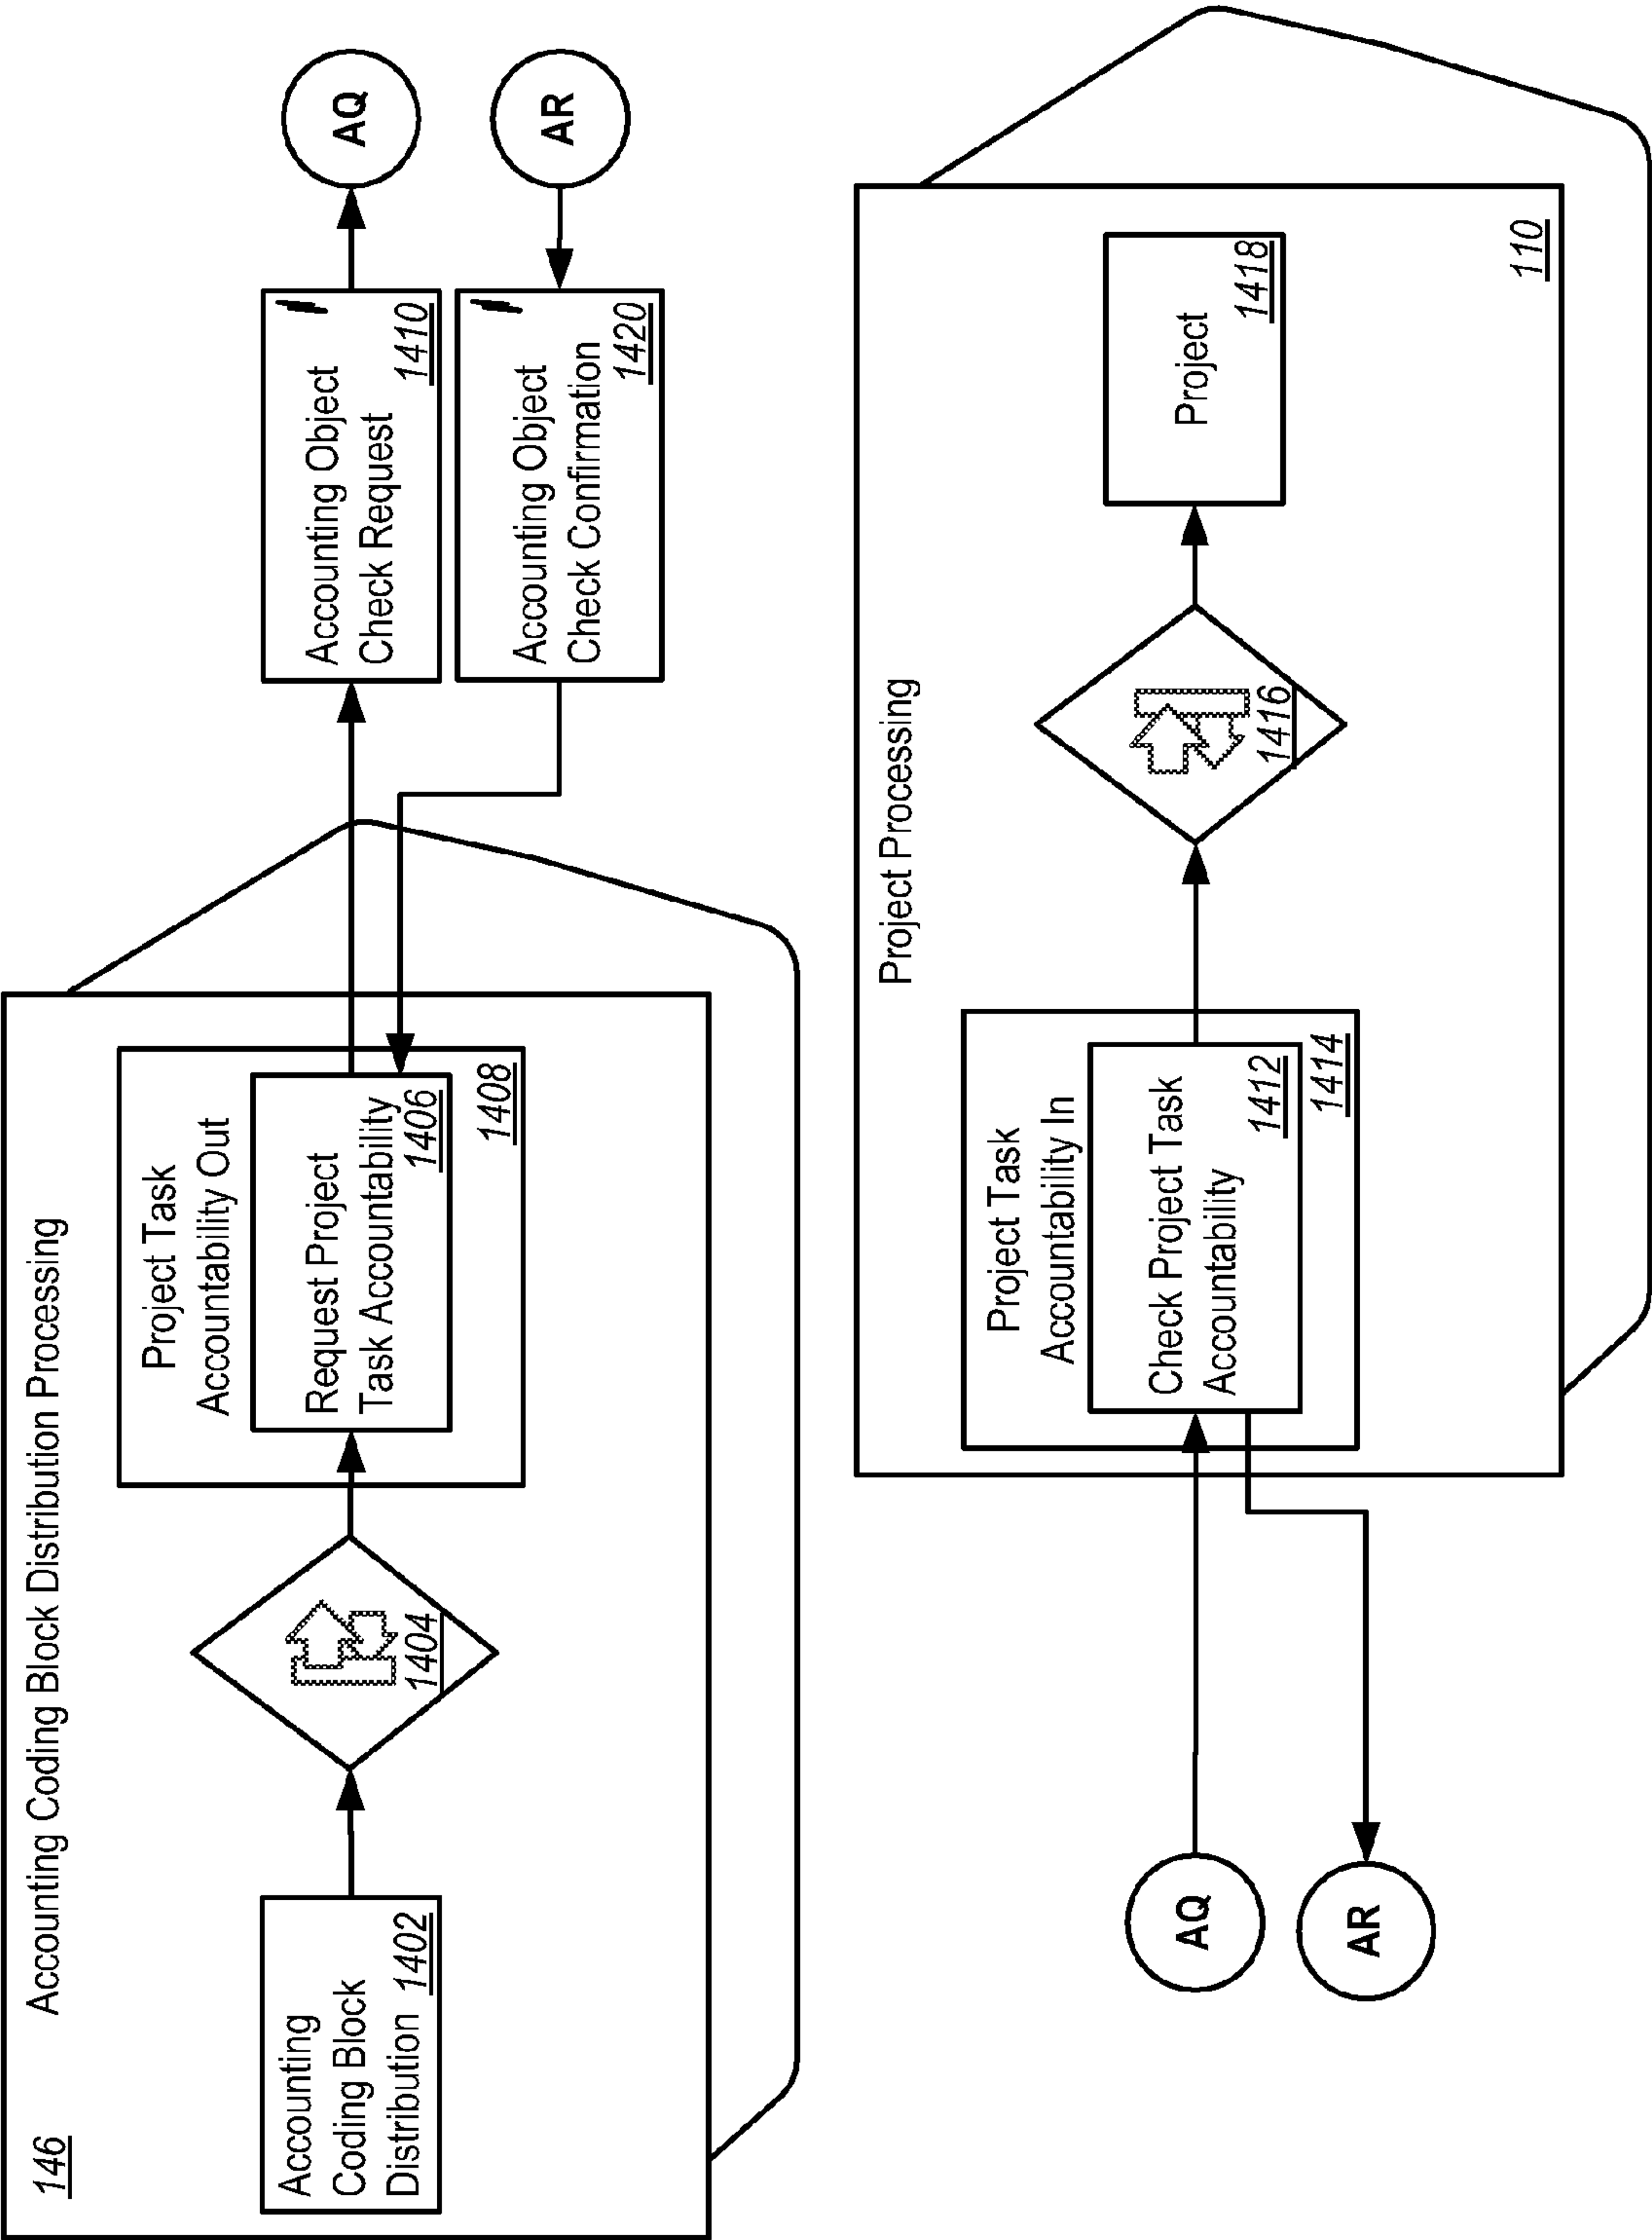 146
Accounting Coding Block Distribution Processing
Accounting
Coding Block
Distribution 1402
1404
Project Task
Accountability Out
Request Project
Task Accountability
1406
1408
Accounting Object
Check Request
1410
AQ
Accounting Object
Check Confirmation
1420
AR
Project Processing
AQ
AR
Project Task
Accountability In
Check Project Task
Accountability
1412
1414
1416
Project
1418
110